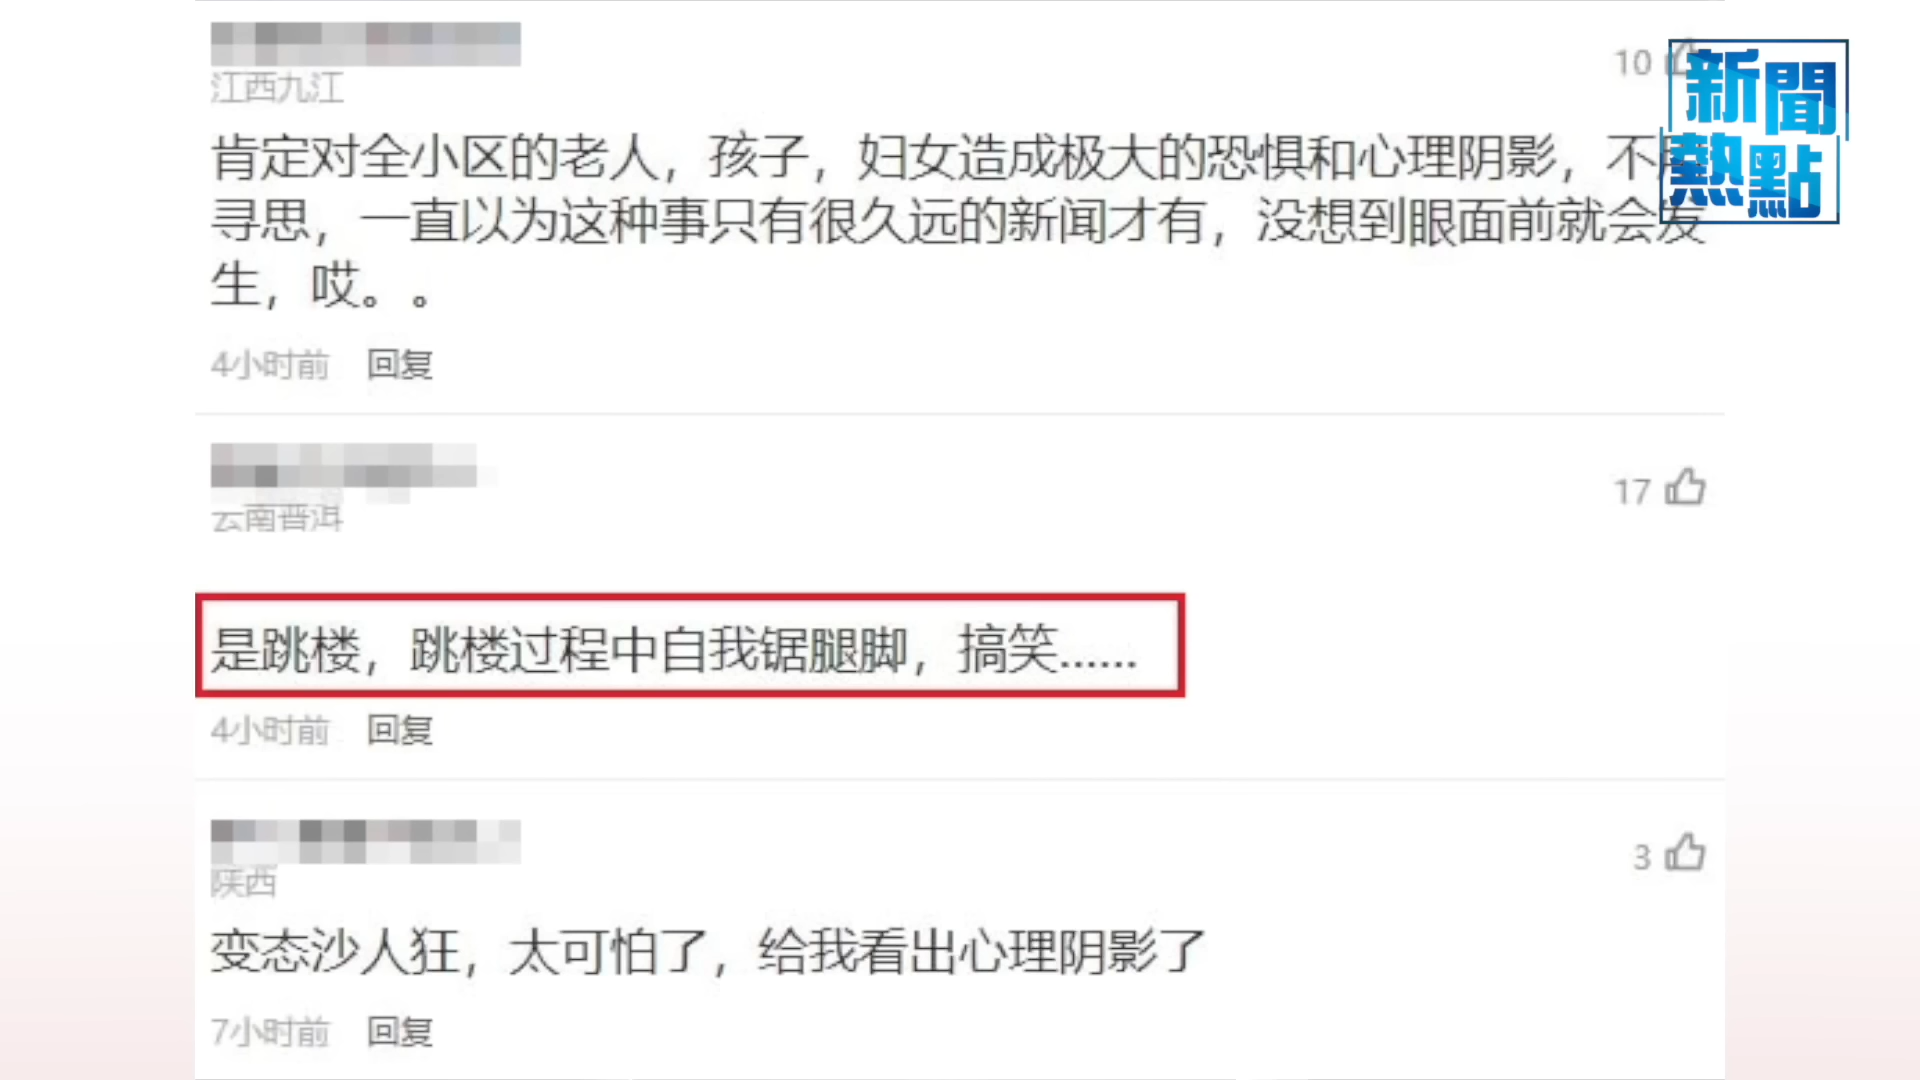 江西九江
10
新聞
熱點
肯定对全小区的老人，孩子，妇女造成极大的恐惧和心理阴影，不
寻思，一直以为这种事只有很久远的新闻才有，没想到眼面前就会发
生，哎。。
4小时前 回复
云南普洱
17
是跳楼，跳楼过程中自我锯腿脚，搞笑......
4小时前 回复
陕西
3
变态沙人狂，太可怕了，给我看出心理阴影了
7小时前 回复